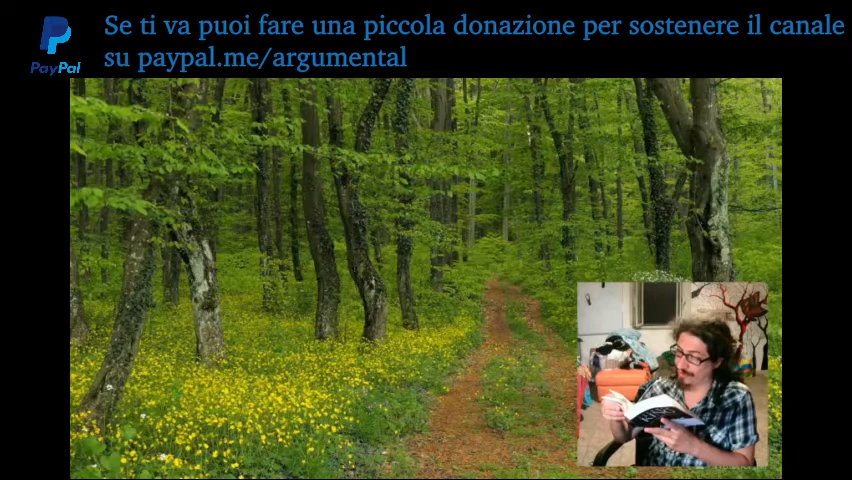 Se ti va puoi fare una piccola donazione per sostenere il canale
su paypal.me/argumental
PayPal